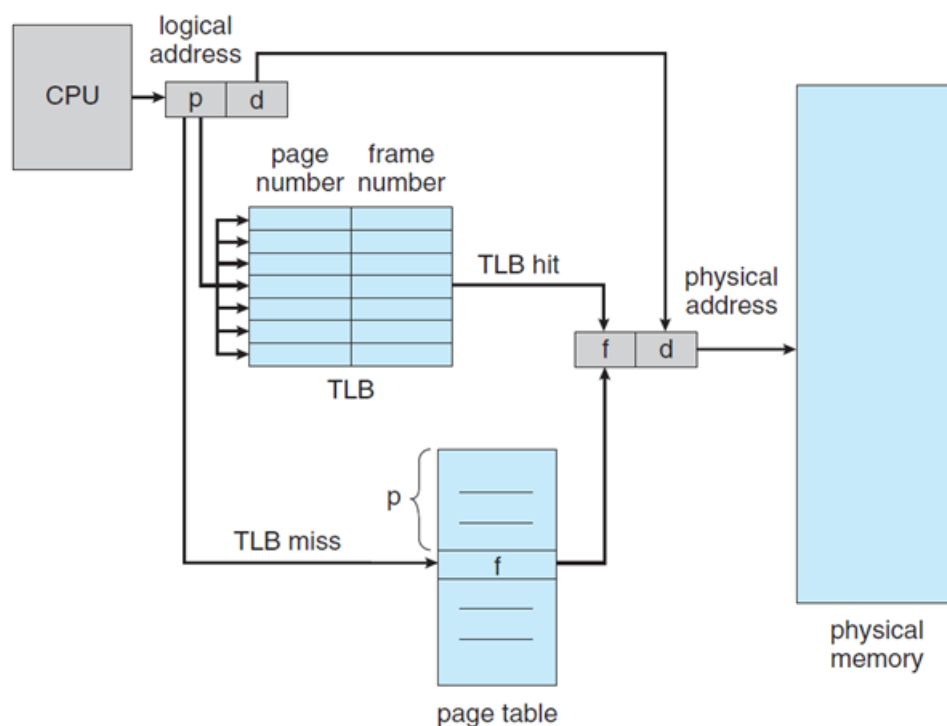 logical
address
CPU
p
d
page
number
frame
number
TLB hit
TLB
physical
address
f
d
p
TLB miss
f
page table
physical
memory